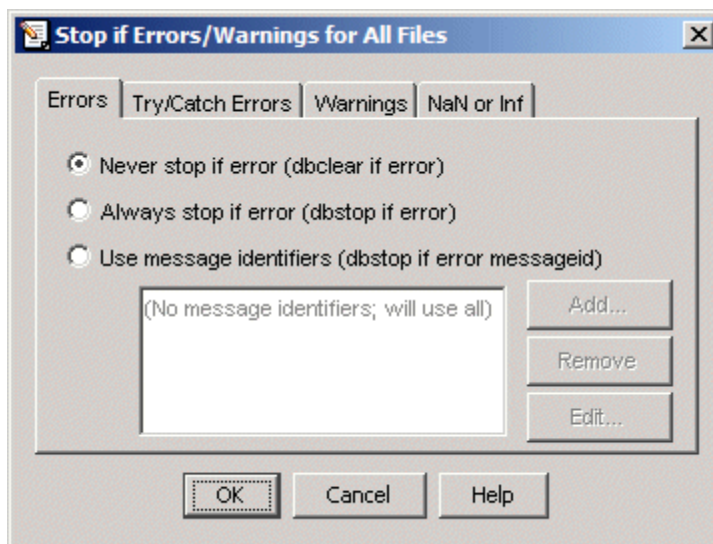 Stop if Errors/Warnings for All Files
Errors
Try/Catch Errors
Warnings
NaN or Inf
Never stop if error (dbclear if error)
Always stop if error (dbstop if error)
Use message identifiers (dbstop if error messageid)
(No message identifiers; will use all)
Add...
Remove
Edit...
OK
Cancel
Help